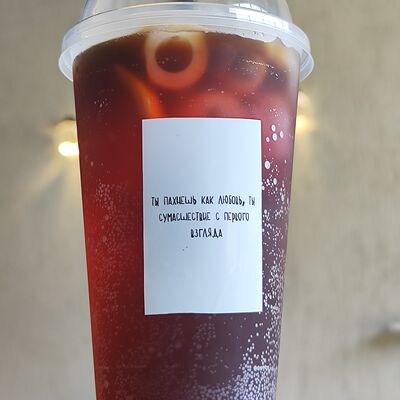 ТЫ ПАХНЕШЬ КАК ЛЮБОВЬ, ТЫ
СУМАСШЕСТВИЕ С ПЕРВОГО
ВЗГЛЯДА